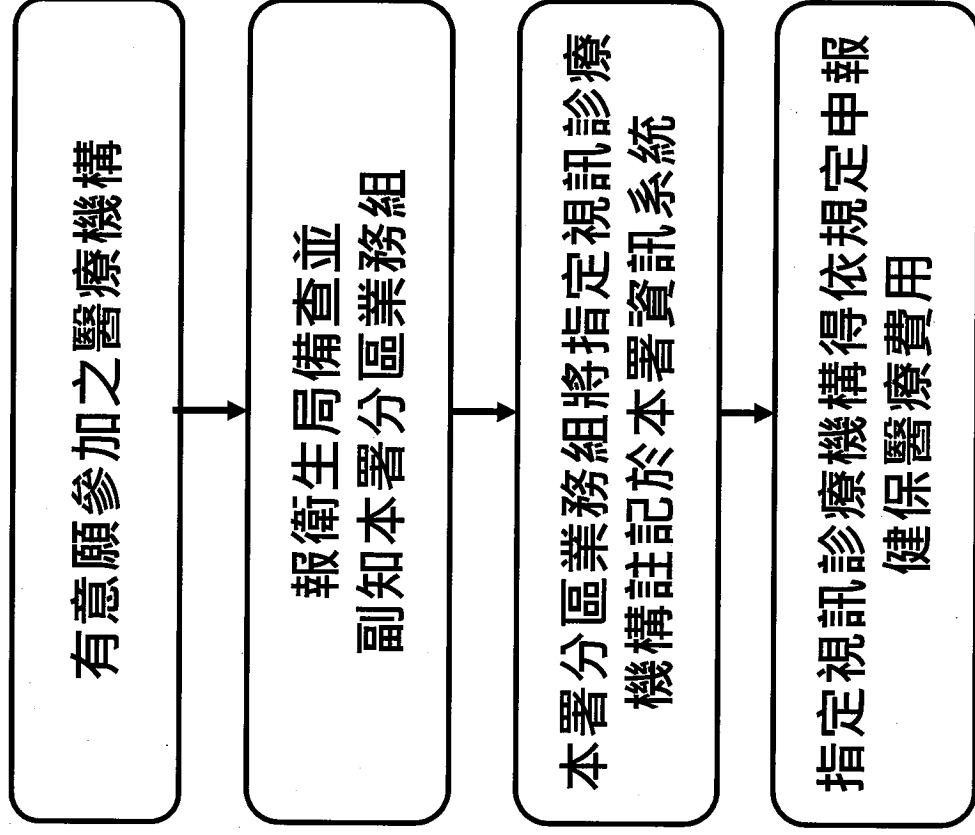 有意願參加之醫療機構
報衛生局備查並
副知本署分區業務組
本署分區業務組將指定視訊診療
機構註記於本署資訊系統
指定視訊診療機構得依規定申報
健保醫療費用